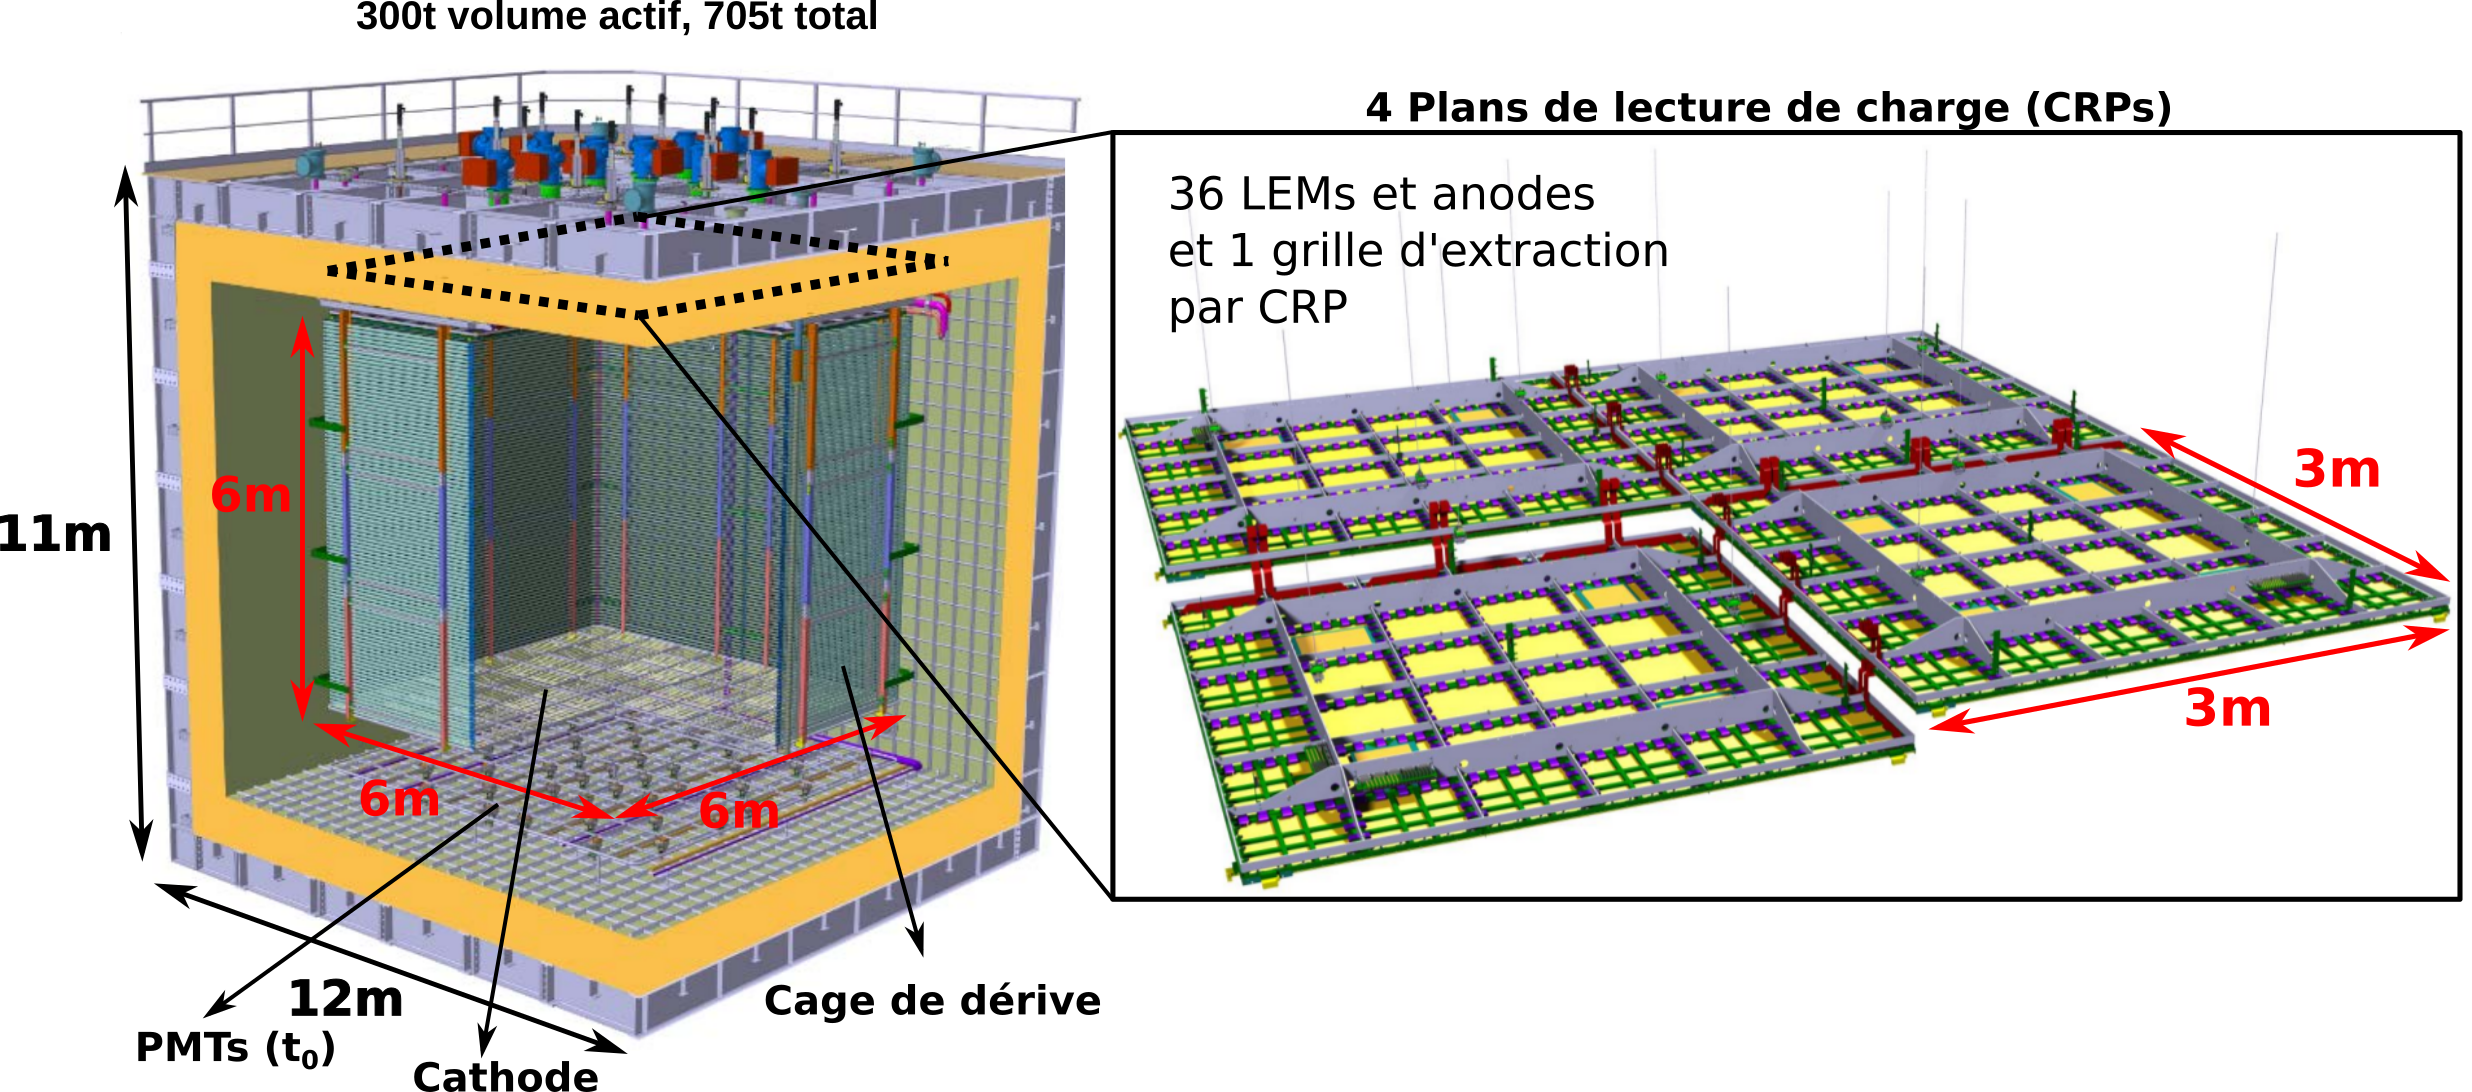 300t volume actif, 705t total
4 Plans de lecture de charge (CRPs)
36 LEMs et anodes
et 1 grille d'extraction
par CRP
3m
3m
6m
11m
6m
6m
12m
Cage de dérive
PMTs (t₀)
Cathode